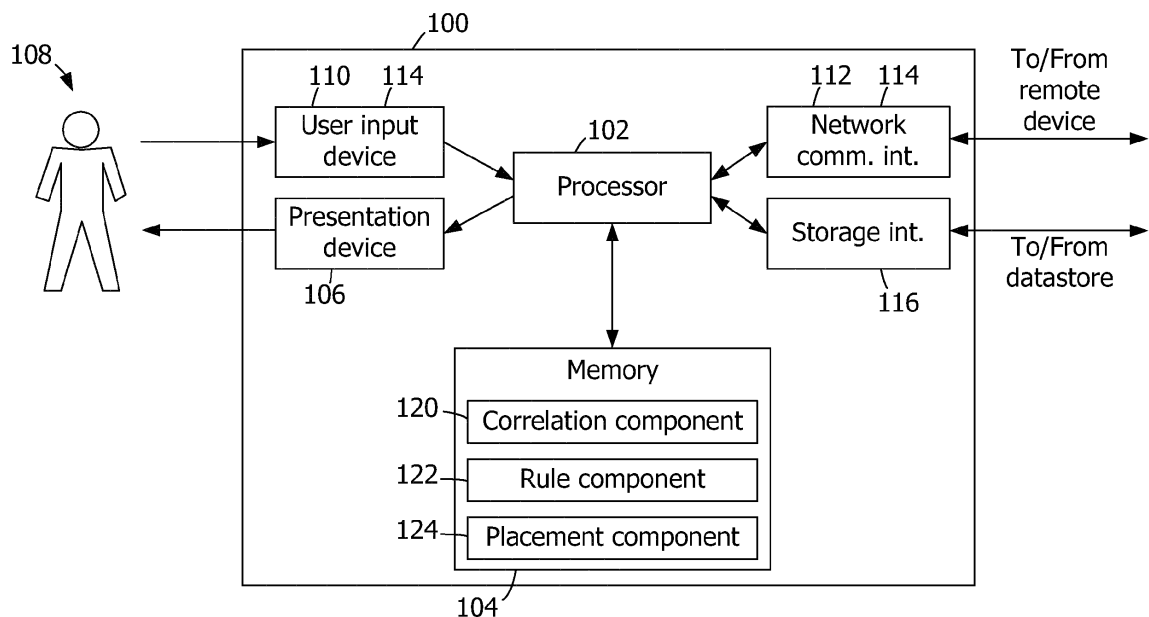 100
108
110 114
User input
device
102
Processor
112 114
Network
comm. int.
To/From
remote
device
Presentation
device
106
Storage int.
116
To/From
datastore
Memory
120
Correlation component
122
Rule component
124
Placement component
104